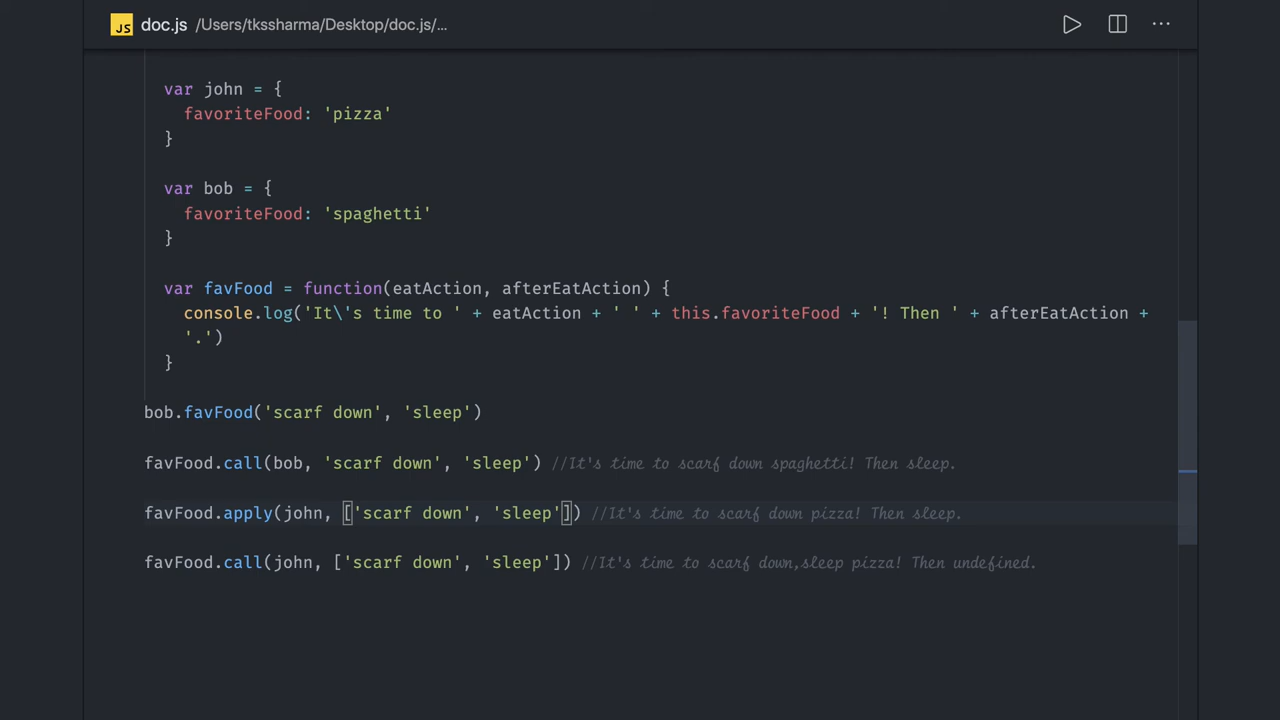 JS doc.js /Users/tkssharma/Desktop/doc.js/...
var john = {
favoriteFood: 'pizza'
}
var bob = {
favoriteFood: 'spaghetti'
}
var favFood = function(eatAction, afterEatAction) {
console.log('It\'s time to ' + eatAction + ' ' + this.favoriteFood + '! Then ' + afterEatAction +
'.')
}
bob.favFood('scarf down', 'sleep')
favFood.call(bob, 'scarf down', 'sleep') //It's time to scarf down spaghetti! Then sleep.
favFood.apply(john, ['scarf down', 'sleep']) //It's time to scarf down pizza! Then sleep.
favFood.call(john, ['scarf down', 'sleep']) //It's time to scarf down,sleep pizza! Then undefined.